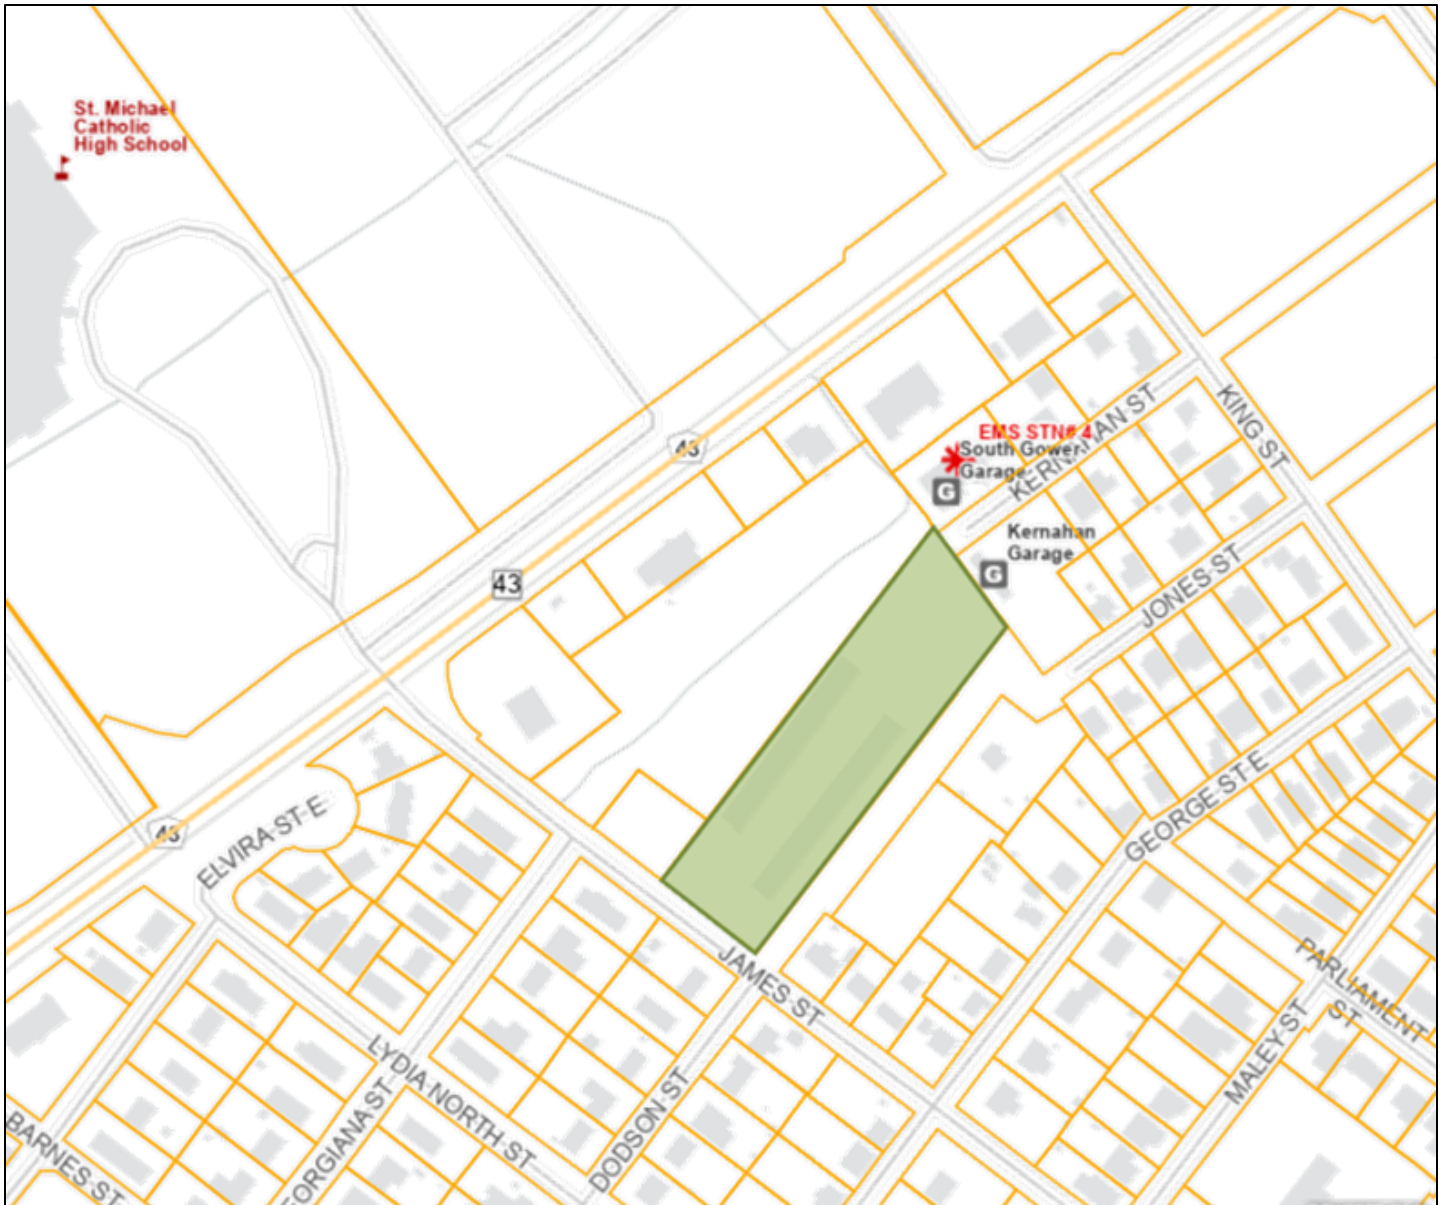 St. Michael
Catholic
High School
43
EMS STN# 4
South Gower
Garage
G
KERNAHAN ST
KING ST
Kernahan
Garage
G
43
JONES ST
GEORGE ST E
43
ELVIRA ST E
JAMES ST
PARLIAMENT
ST
MALEY ST
LYDIA NORTH ST
DODSON ST
BARNES ST